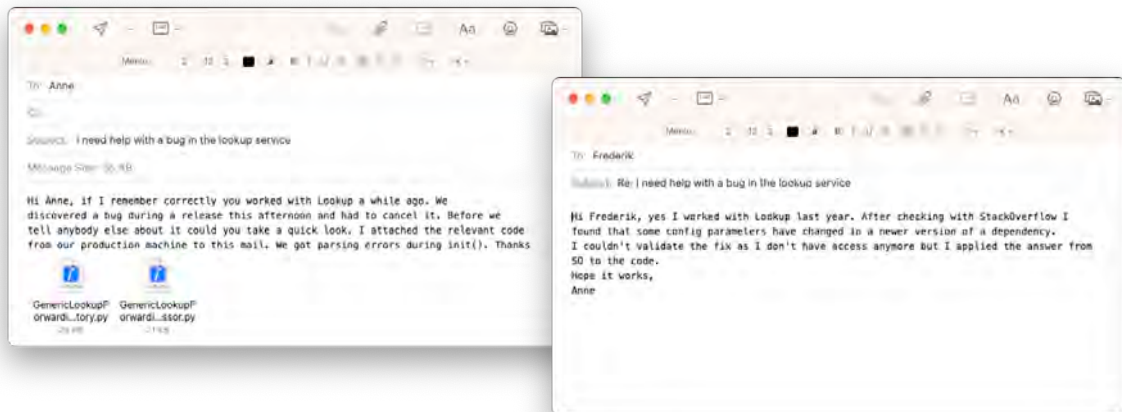 Aa
To: Anne
Cc:
Subject: I need help with a bug in the lookup service
Message Size: 56 KB
Hi Anne, if I remember correctly you worked with Lookup a while ago. We
discovered a bug during a release this afternoon and had to cancel it. Before we
tell anybody else about it could you take a quick look. I attached the relevant code
from our production machine to this mail. We got parsing errors during init(). Thanks
GenericLookupF GenericLookupF
orwardi...tory.py orwardi...ssor.py
Aa
To: Frederik
Subject: Re: I need help with a bug in the lookup service
Hi Frederik, yes I worked with Lookup last year. After checking with StackOverflow I
found that some config parameters have changed in a newer version of a dependency.
I couldn't validate the fix as I don't have access anymore but I applied the answer from
SO to the code.
Hope it works,
Anne